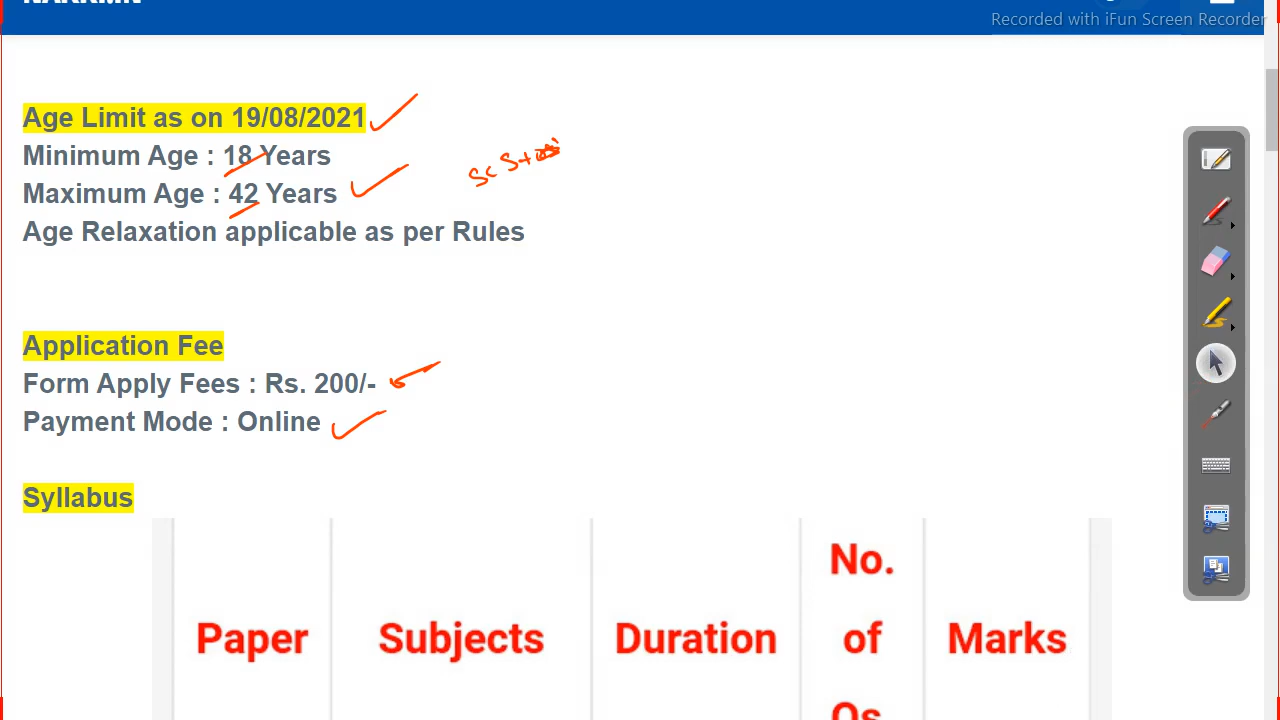 Recorded with iFun Screen Recorder
Age Limit as on 19/08/2021
Minimum Age : 18 Years
Maximum Age : 42 Years
SC ST
Age Relaxation applicable as per Rules
Application Fee
Form Apply Fees : Rs. 200/-
Payment Mode : Online
Syllabus
No.
Paper Subjects Duration of Marks